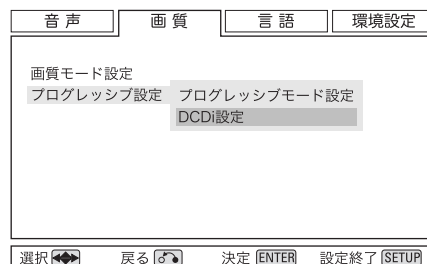 音声 画質 言語 環境設定
画質モード設定
プログレッシブ設定 プログレッシブモード設定
DCDi設定
選択 戻る 決定 ENTER 設定終了 SETUP